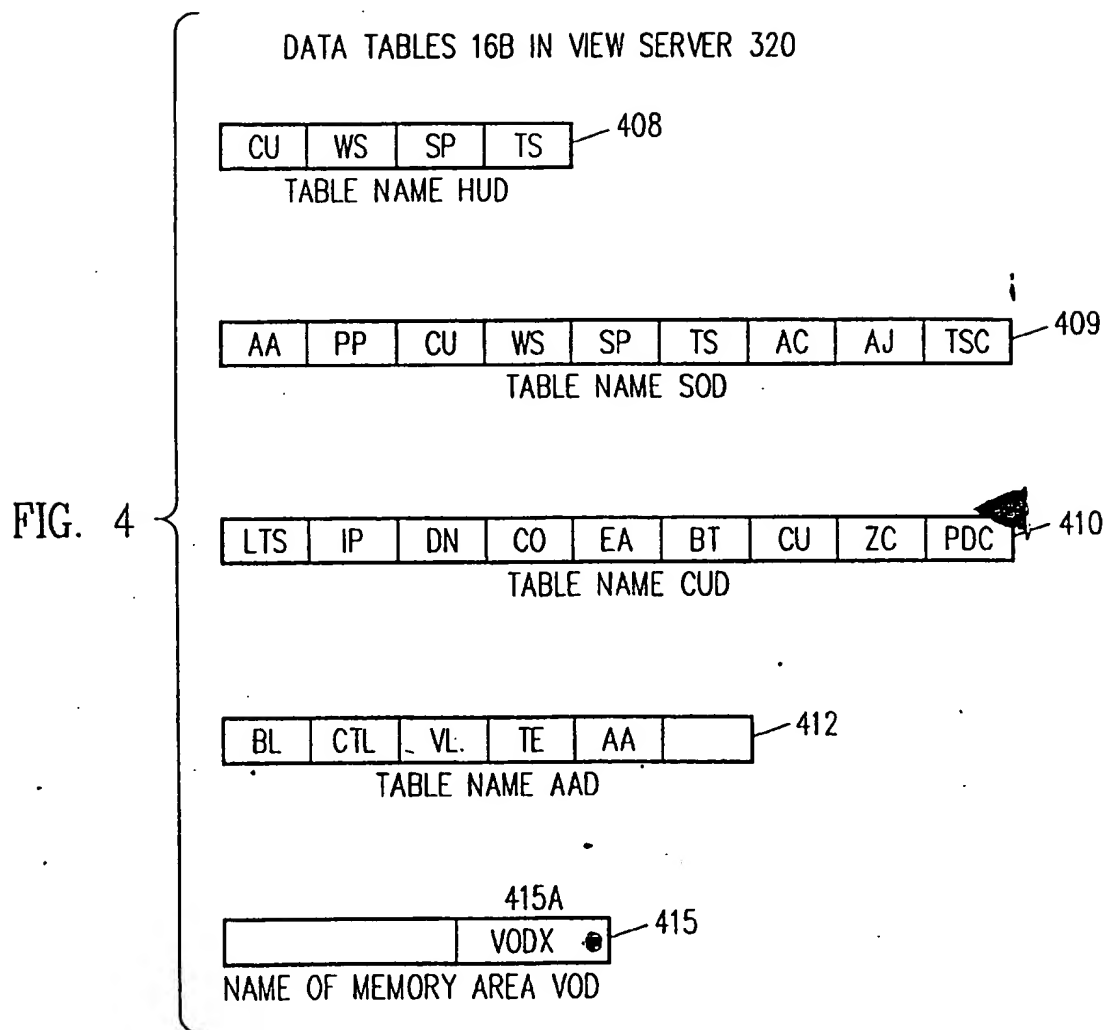 DATA TABLES 16B IN VIEW SERVER 320
CU WS SP TS 408
TABLE NAME HUD
AA PP CU WS SP TS AC AJ TSC 409
TABLE NAME SOD
FIG. 4
LTS IP DN CO EA BT CU ZC PDC 410
TABLE NAME CUD
BL CTL VL. TE AA 412
TABLE NAME AAD
415A
VODX 415
NAME OF MEMORY AREA VOD